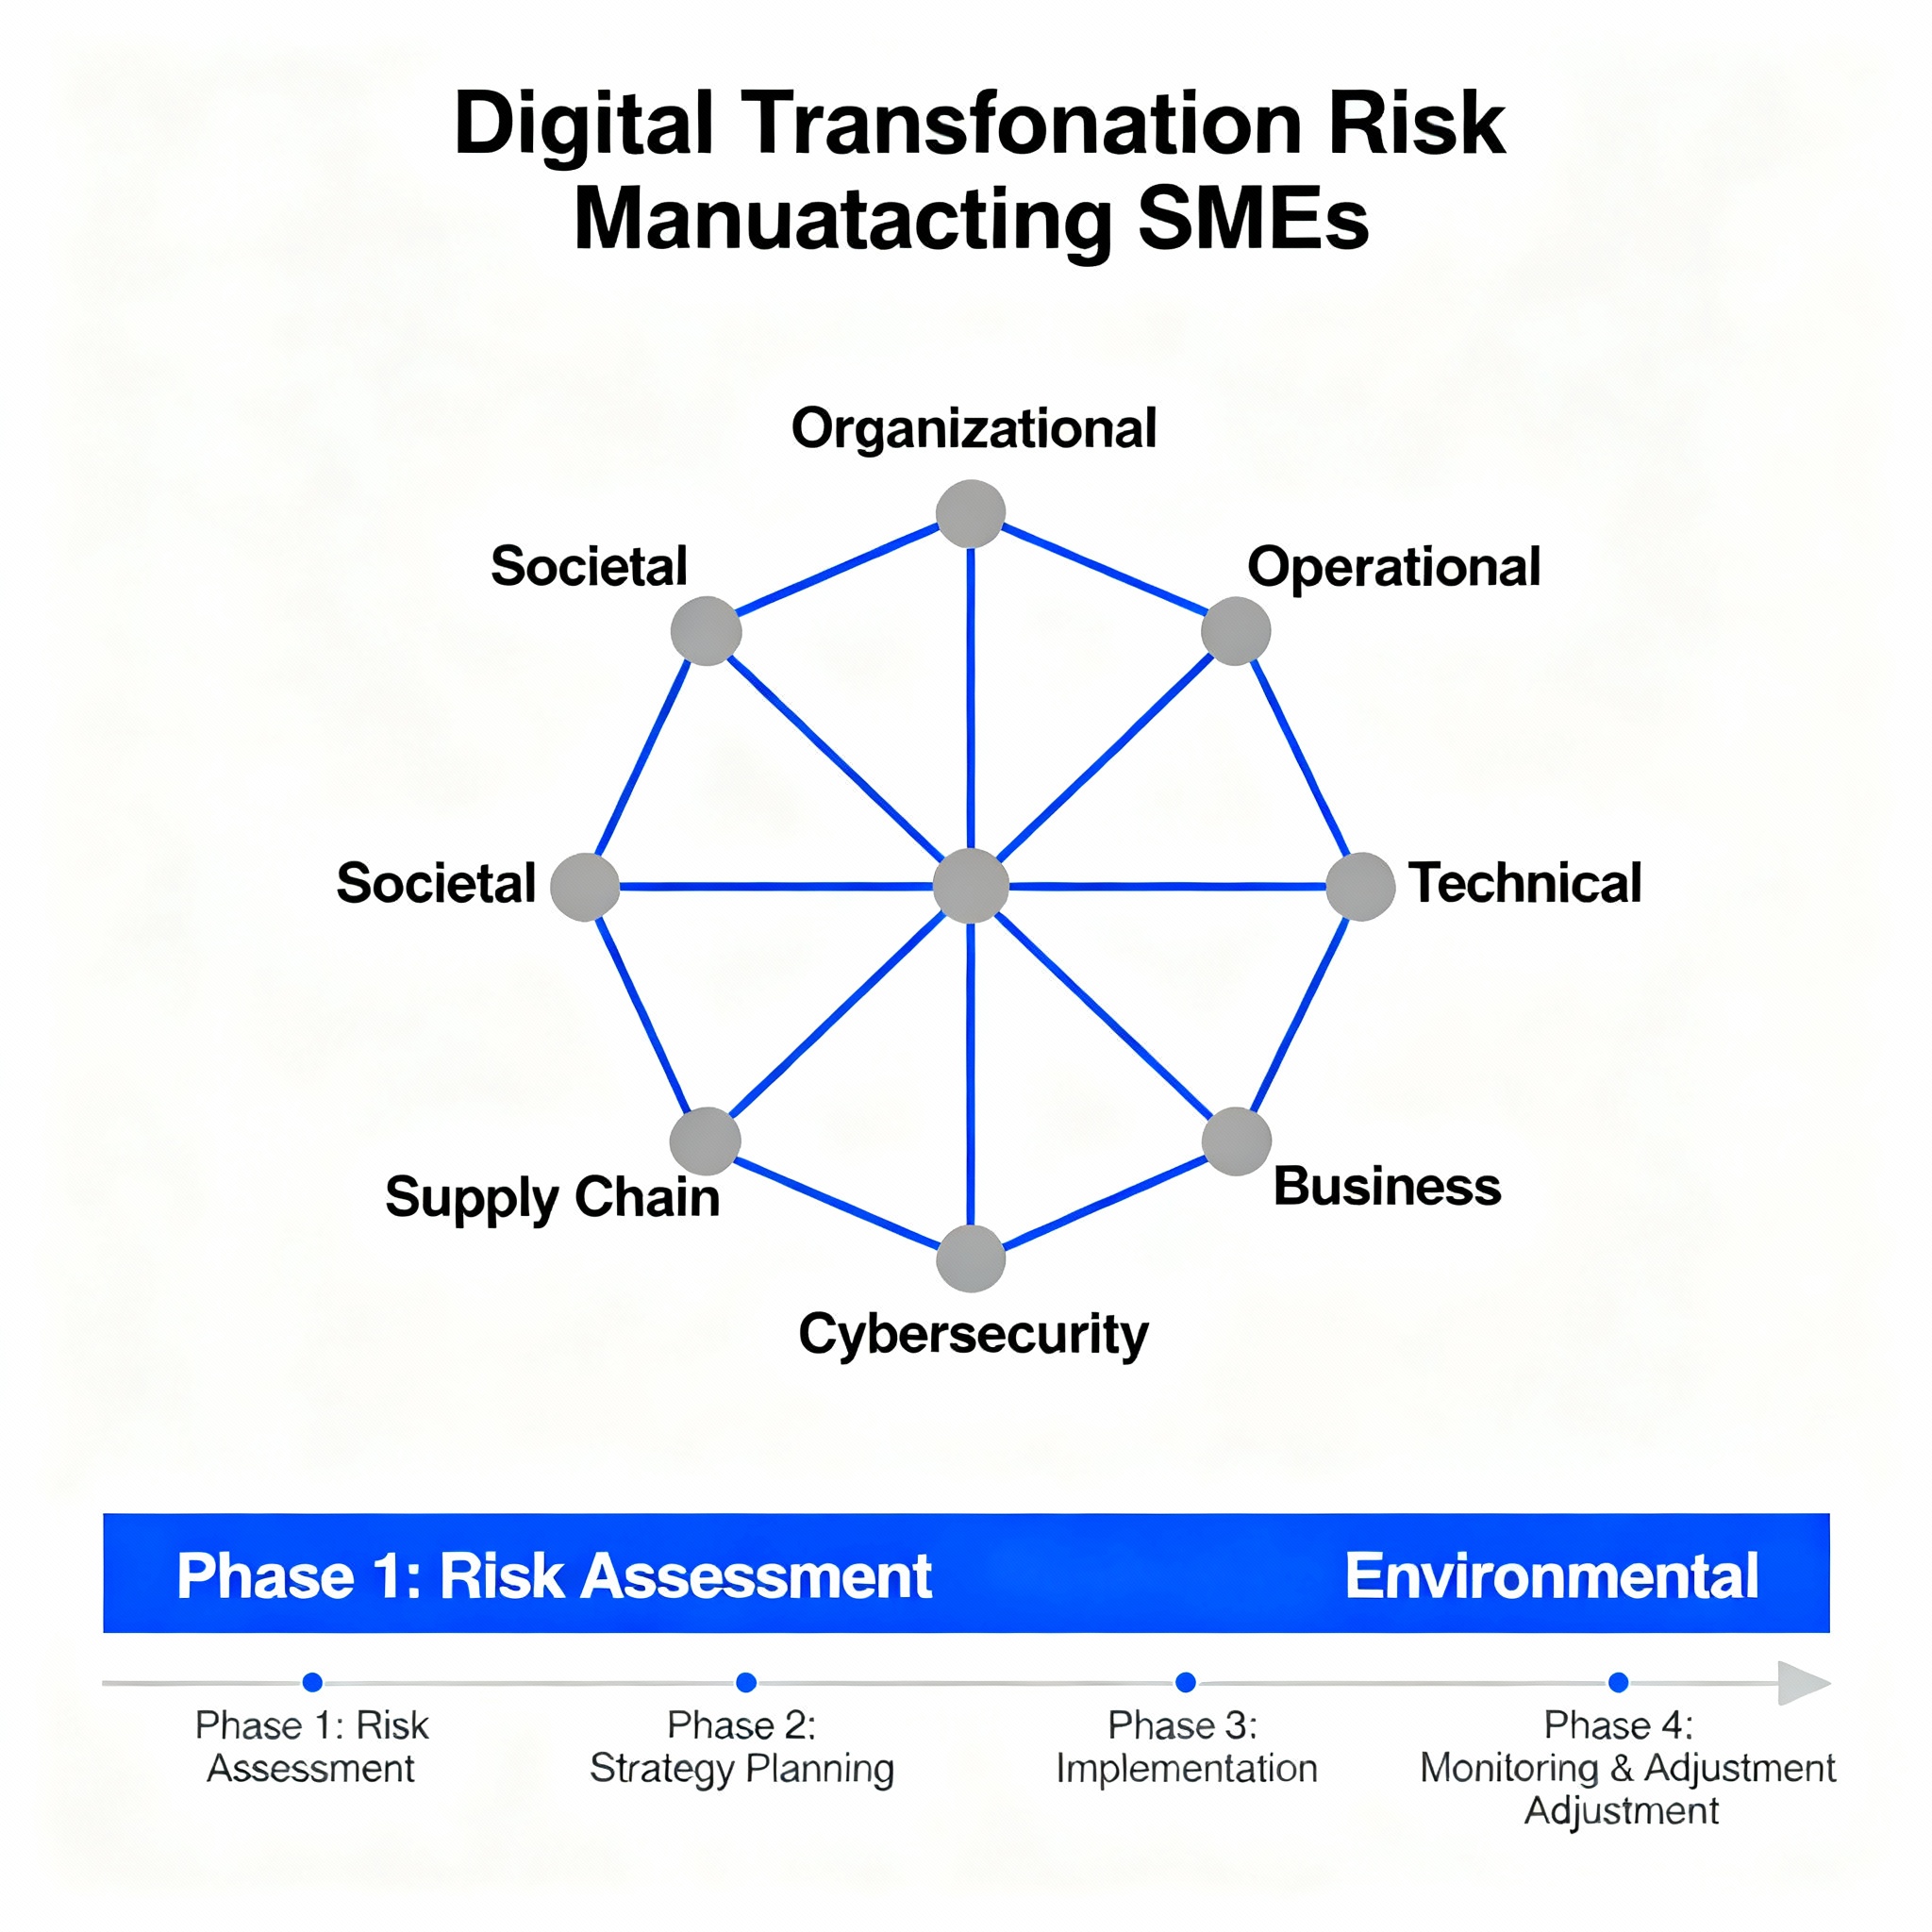 Digital Transfonation Risk
Manuatacting SMEs
Organizational
Societal
Operational
Societal
Technical
Supply Chain
Business
Cybersecurity
Phase 1: Risk Assessment
Environmental
Phase 1: Risk
Assessment
Phase 2:
Strategy Planning
Phase 3:
Implementation
Phase 4:
Monitoring & Adjustment
Adjustment